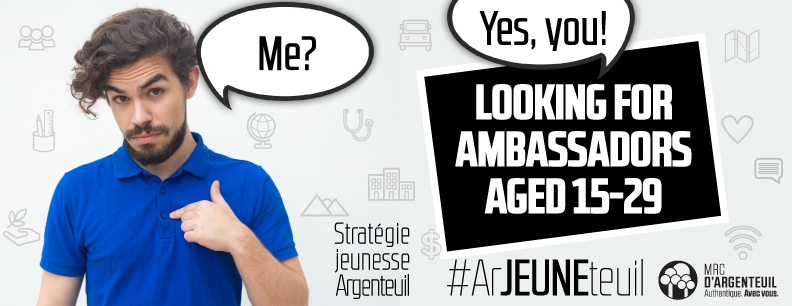 Me?
Yes, you!
LOOKING FOR
AMBASSADORS
AGED 15-29
Stratégie
jeunesse
Argenteuil
#ArJEUNEteuil
MRC
D'ARGENTEUIL
Authentique. Avec vous.